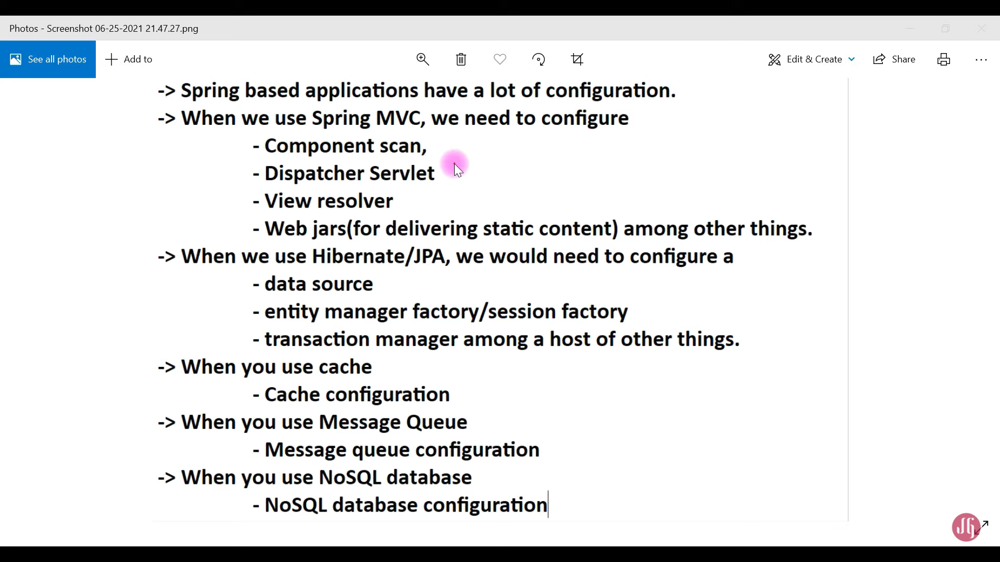 Photos - Screenshot 06-25-2021 21.47.27.png
See all photos
Add to
Edit & Create
Share
-> Spring based applications have a lot of configuration.
-> When we use Spring MVC, we need to configure
- Component scan,
- Dispatcher Servlet
- View resolver
- Web jars(for delivering static content) among other things.
-> When we use Hibernate/JPA, we would need to configure a
- data source
- entity manager factory/session factory
- transaction manager among a host of other things.
-> When you use cache
- Cache configuration
-> When you use Message Queue
- Message queue configuration
-> When you use NoSQL database
- NoSQL database configuration